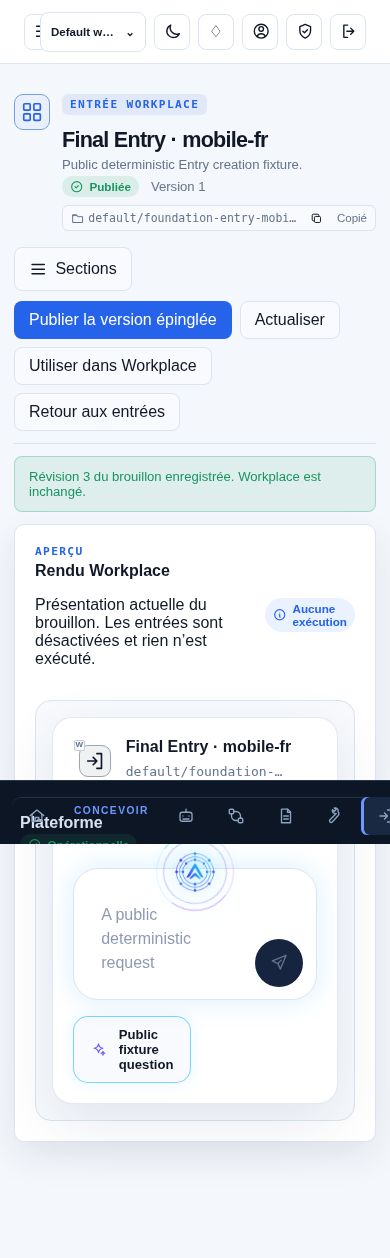 Default w… ⌄
ENTRÉE WORKPLACE
Final Entry · mobile-fr
Public deterministic Entry creation fixture.
Publiée Version 1
default/foundation-entry-mobi… Copié
Sections
Publier la version épinglée Actualiser
Utiliser dans Workplace
Retour aux entrées
Révision 3 du brouillon enregistrée. Workplace est
inchangé.
APERÇU
Rendu Workplace
Présentation actuelle du
brouillon. Les entrées sont
désactivées et rien n’est
exécuté.
Aucune
exécution
W
Final Entry · mobile-fr
default/foundation-…
CONCEVOIR
Plateforme
Opérationnelle
A public
deterministic
request
Public
fixture
question